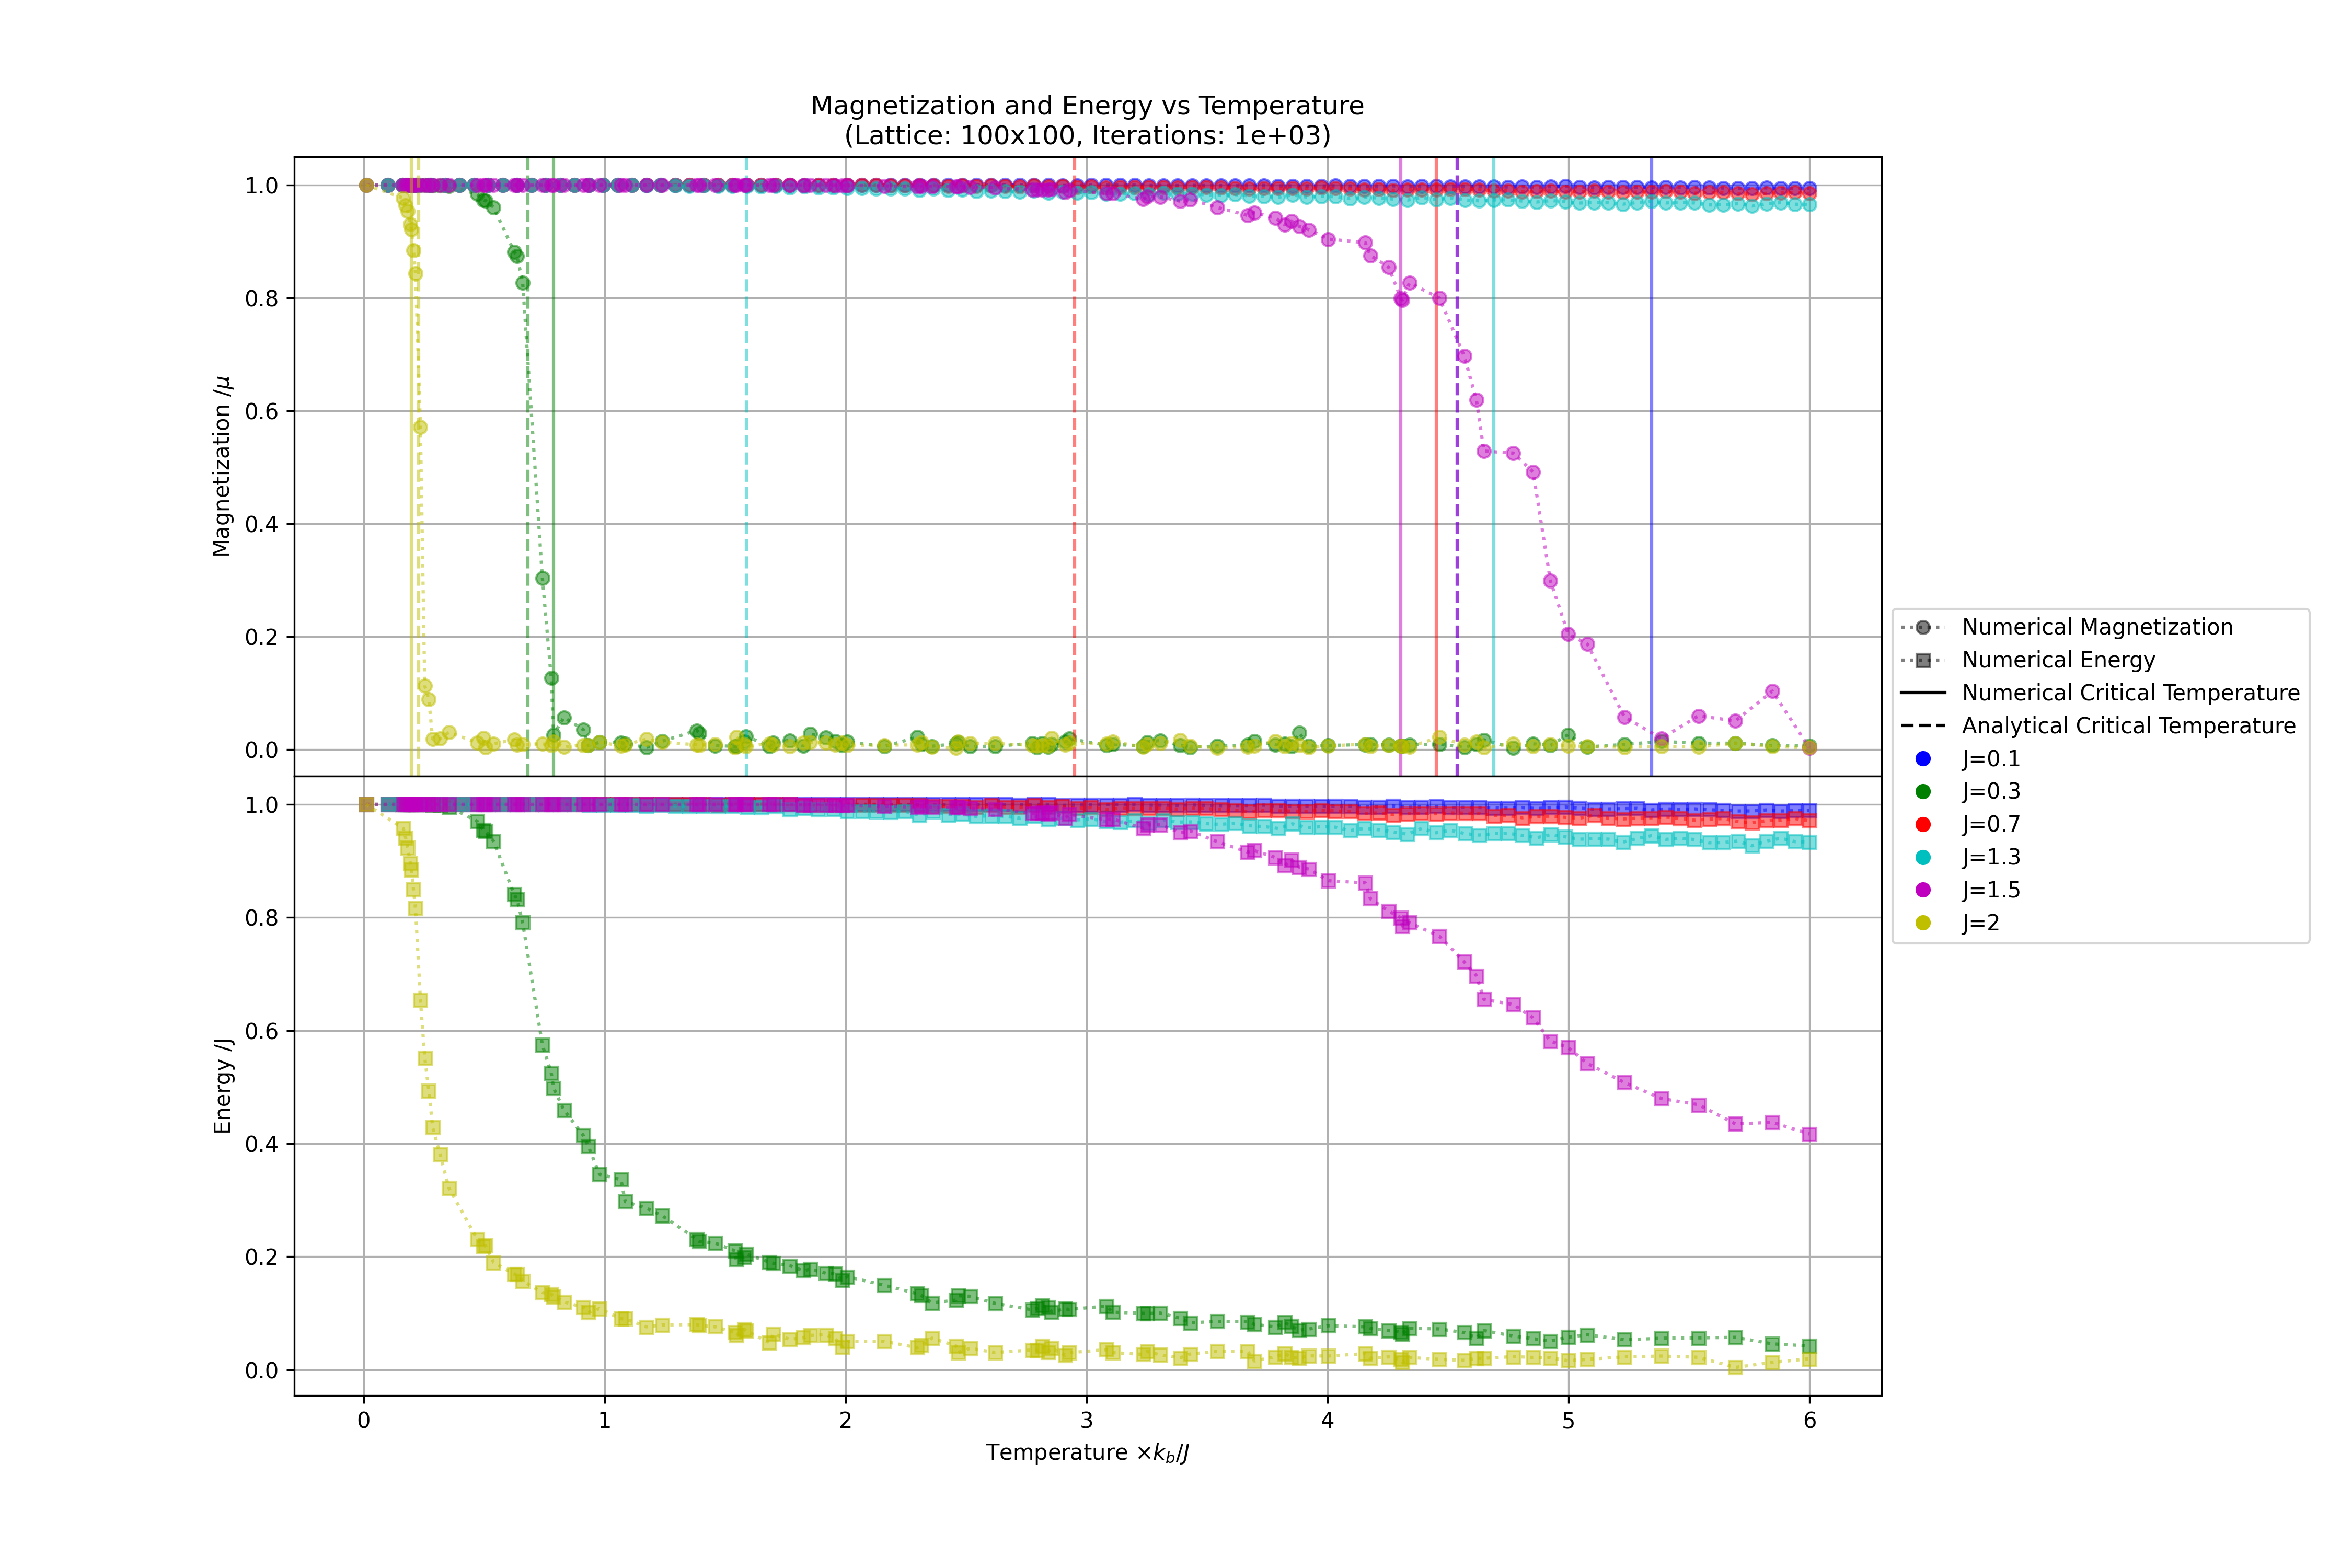 Magnetization and Energy vs Temperature
(Lattice: 100x100, Iterations: 1e+03)
1.0
0.8
0.6
0.4
0.2
0.0
Magnetization /μ
1.0
0.8
0.6
0.4
0.2
0.0
Energy /J
0 1 2 3 4 5 6
Temperature ×k_b/J
Numerical Magnetization
Numerical Energy
Numerical Critical Temperature
Analytical Critical Temperature
J=0.1
J=0.3
J=0.7
J=1.3
J=1.5
J=2